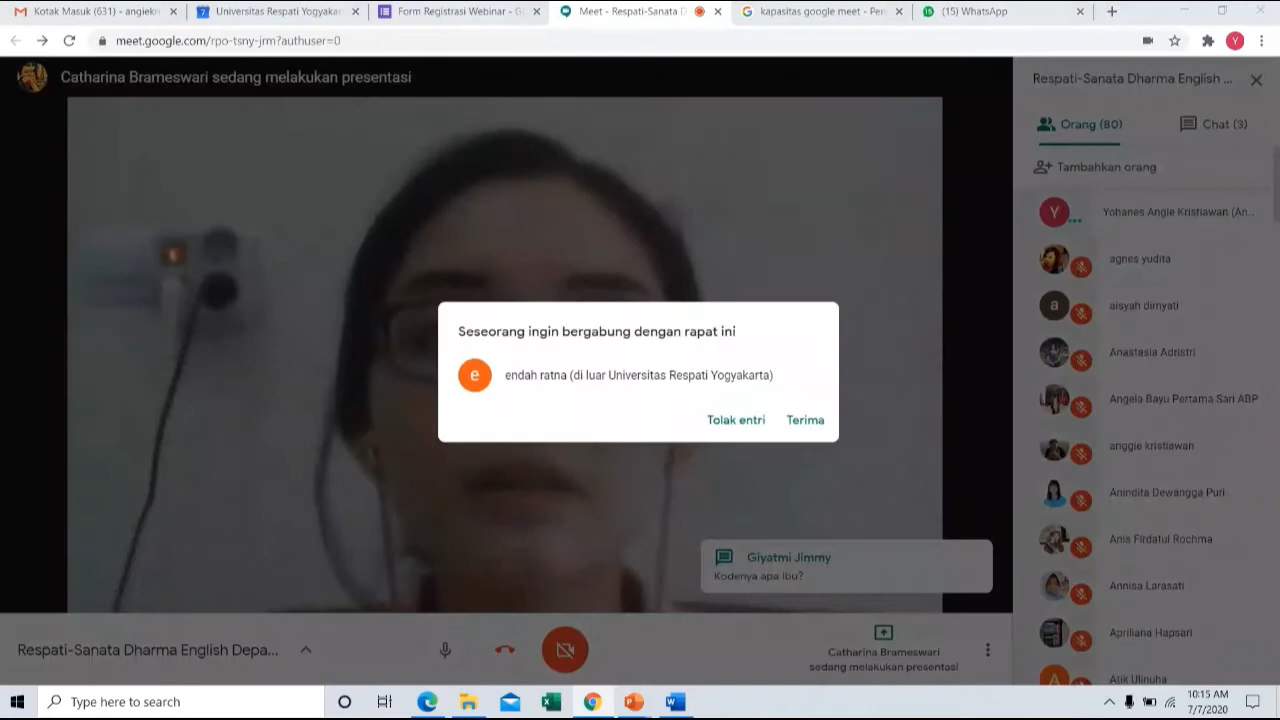 Kotak Masuk (631) - angiekr
Universitas Respati Yogyakar
Form Registrasi Webinar - G
Meet - Respati-Sanata D
kapasitas google meet - Pen
(15) WhatsApp
meet.google.com/rpo-tsny-jrm?authuser=0
Y
Catharina Brameswari sedang melakukan presentasi
Respati-Sanata Dharma English ...
Orang (80)
Chat (3)
Tambahkan orang
Y
Yohanes Angie Kristiawan (An...
agnes yudita
a
aisyah dimyati
Anastasia Adristri
Angela Bayu Pertama Sari ABP
anggie kristiawan
Anindita Dewangga Puri
Anis Firdatul Rochma
Annisa Larasati
Apriliana Hapsari
A
Atik Ulinuha
Seseorang ingin bergabung dengan rapat ini
e
endah ratna (di luar Universitas Respati Yogyakarta)
Tolak entri
Terima
Giyatmi Jimmy
Kodenya apa Ibu?
Respati-Sanata Dharma English Depa...
Catharina Brameswari
sedang melakukan presentasi
Type here to search
10:15 AM
7/7/2020